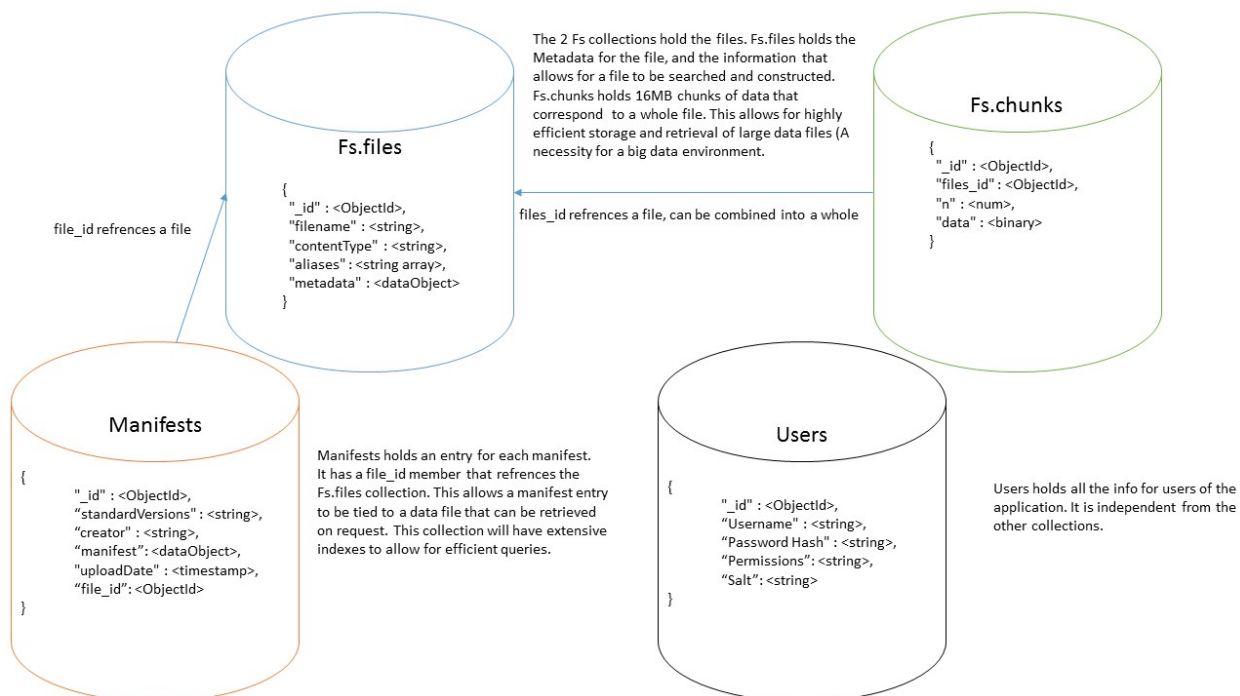 The 2 Fs collections hold the files. Fs.files holds the
Metadata for the file, and the information that
allows for a file to be searched and constructed.
Fs.chunks holds 16MB chunks of data that
correspond to a whole file. This allows for highly
efficient storage and retrieval of large data files (A
necessity for a big data environment.
Fs.files
{
"_id" : <ObjectId>,
"filename" : <string>,
"contentType" : <string>,
"aliases" : <string array>,
"metadata" : <dataObject>
}
Fs.chunks
{
"_id" : <ObjectId>,
"files_id" : <ObjectId>,
"n" : <num>,
"data" : <binary>
}
file_id refrences a file
files_id refrences a file, can be combined into a whole
Manifests
{
"_id" : <ObjectId>,
“standardVersions" : <string>,
“creator" : <string>,
“manifest”: <dataObject>,
"uploadDate" : <timestamp>,
“file_id”: <ObjectId>
}
Manifests holds an entry for each manifest.
It has a file_id member that refrences the
Fs.files collection. This allows a manifest entry
to be tied to a data file that can be retrieved
on request. This collection will have extensive
indexes to allow for efficient queries.
Users
{
"_id" : <ObjectId>,
“Username" : <string>,
“Password Hash" : <string>,
“Permissions”: <string>,
“Salt”: <string>
}
Users holds all the info for users of the
application. It is independent from the
other collections.